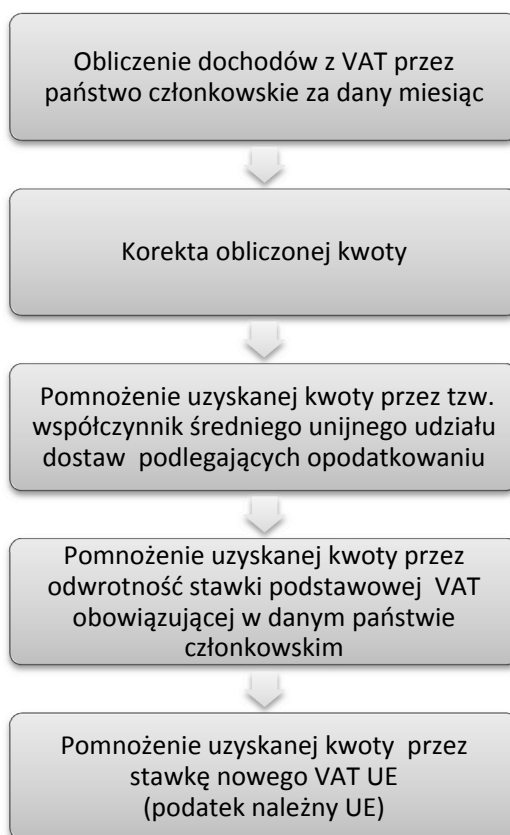 Obliczenie dochodów z VAT przez
państwo członkowskie za dany miesiąc
Korekta obliczonej kwoty
Pomnożenie uzyskanej kwoty przez tzw.
współczynnik średniego unijnego udziału
dostaw podlegających opodatkowaniu
Pomnożenie uzyskanej kwoty przez
odwrotność stawki podstawowej VAT
obowiązującej w danym państwie
członkowskim
Pomnożenie uzyskanej kwoty przez
stawkę nowego VAT UE
(podatek należny UE)